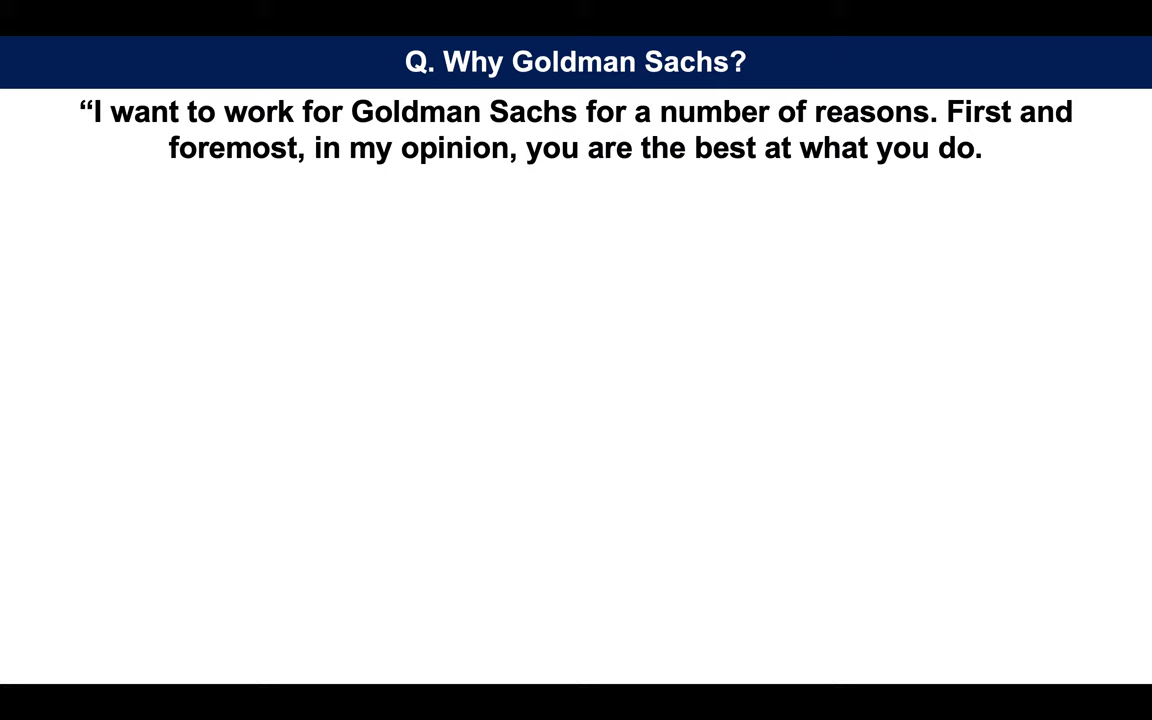 Q. Why Goldman Sachs?
“I want to work for Goldman Sachs for a number of reasons. First and
foremost, in my opinion, you are the best at what you do.